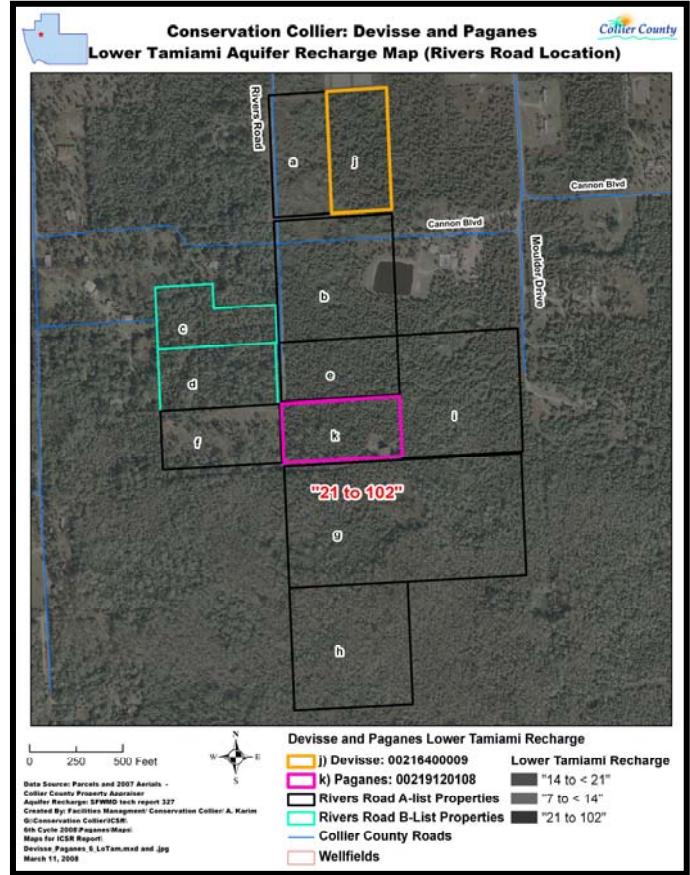 Conservation Collier: Devisse and Paganes
Lower Tamiami Aquifer Recharge Map (Rivers Road Location)
Collier County
Rivers Road
a
j
Cannon Blvd
Cannon Blvd
Moulder Drive
b
c
e
d
i
f
k
"21 to 102"
g
h
0 250 500 Feet
N
W E
S
Data Source: Parcels and 2007 Aerials -
Collier County Property Appraiser
Aquifer Recharge: SFWMD tech report 327
Created By: Facilities Managment/ Conservation Collier/ A. Karim
G:\Conservation Collier\ICSR\
6th Cycle 2008\Paganes\Maps\
Maps for ICSR Report\
Devisse_Paganes_6_LoTam.mxd and .jpg
March 11, 2008
Devisse and Paganes Lower Tamiami Recharge
j) Devisse: 00216400009
k) Paganes: 00219120108
Rivers Road A-list Properties
Rivers Road B-List Properties
Collier County Roads
Wellfields
Lower Tamiami Recharge
"14 to < 21"
"7 to < 14"
"21 to 102"